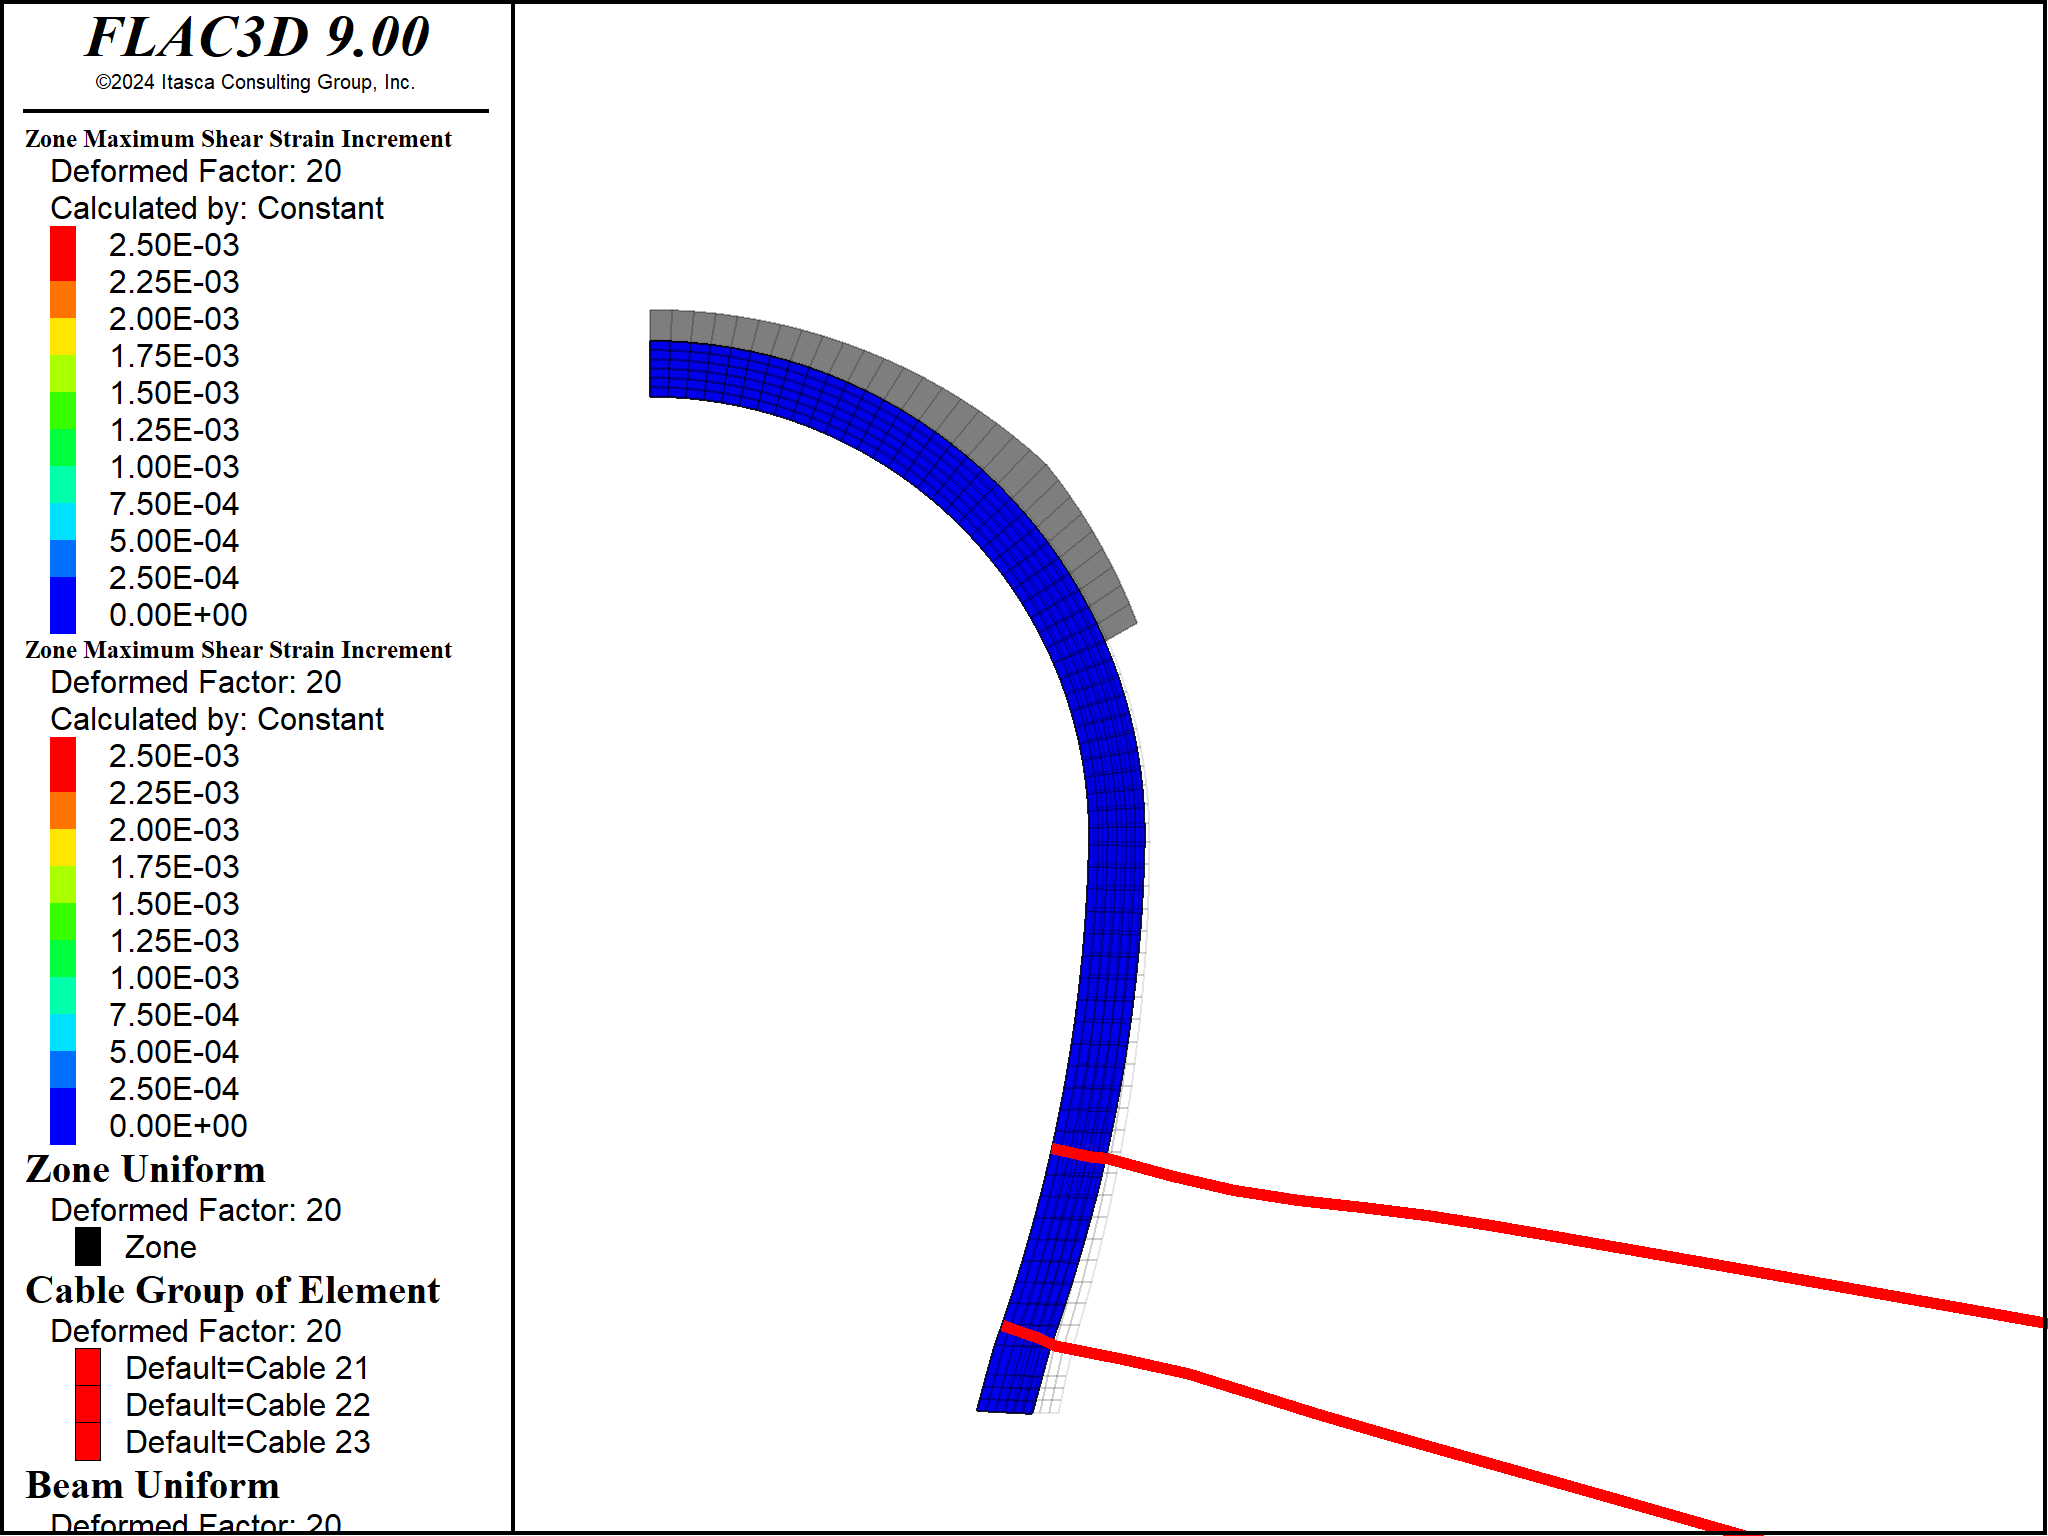 FLAC3D 9.00
©2024 Itasca Consulting Group, Inc.
Zone Maximum Shear Strain Increment
Deformed Factor: 20
Calculated by: Constant
2.50E-03
2.25E-03
2.00E-03
1.75E-03
1.50E-03
1.25E-03
1.00E-03
7.50E-04
5.00E-04
2.50E-04
0.00E+00
Zone Maximum Shear Strain Increment
Deformed Factor: 20
Calculated by: Constant
2.50E-03
2.25E-03
2.00E-03
1.75E-03
1.50E-03
1.25E-03
1.00E-03
7.50E-04
5.00E-04
2.50E-04
0.00E+00
Zone Uniform
Deformed Factor: 20
Zone
Cable Group of Element
Deformed Factor: 20
Default=Cable 21
Default=Cable 22
Default=Cable 23
Beam Uniform
Deformed Factor: 20